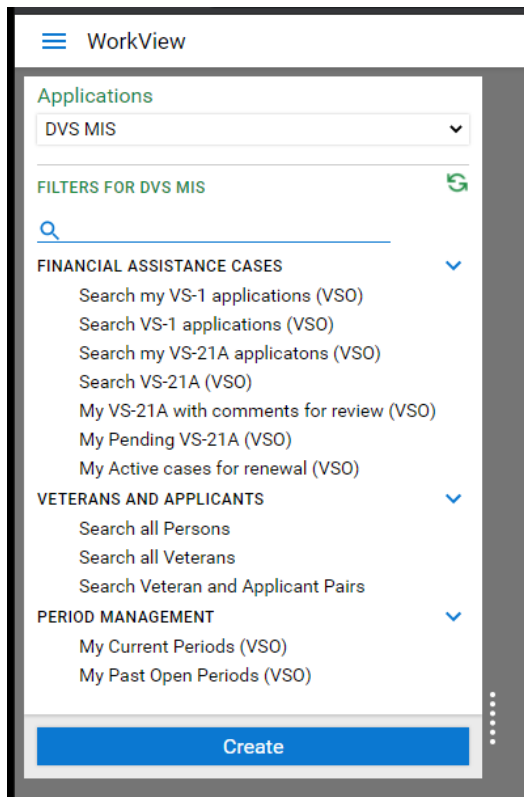 WorkView
Applications
DVS MIS
FILTERS FOR DVS MIS
FINANCIAL ASSISTANCE CASES
Search my VS-1 applications (VSO)
Search VS-1 applications (VSO)
Search my VS-21A applicatons (VSO)
Search VS-21A (VSO)
My VS-21A with comments for review (VSO)
My Pending VS-21A (VSO)
My Active cases for renewal (VSO)
VETERANS AND APPLICANTS
Search all Persons
Search all Veterans
Search Veteran and Applicant Pairs
PERIOD MANAGEMENT
My Current Periods (VSO)
My Past Open Periods (VSO)
Create